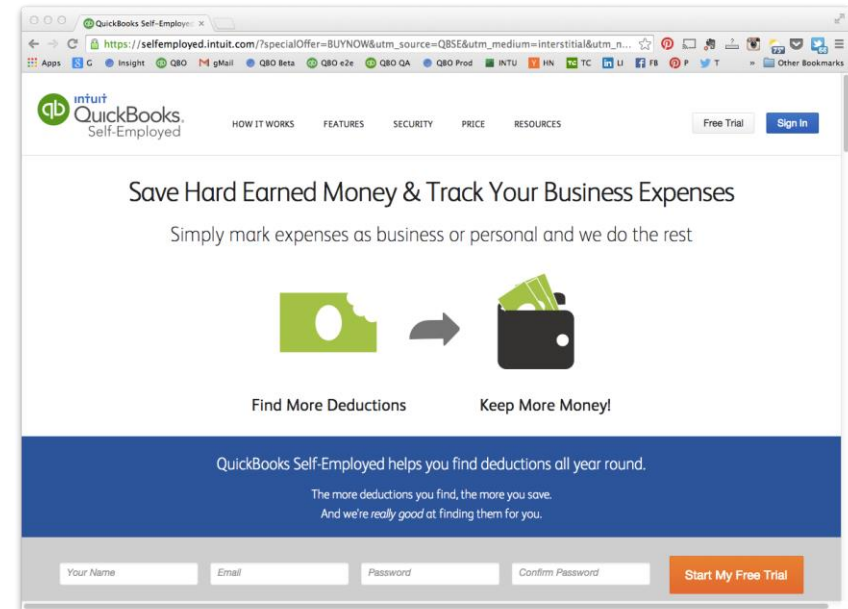 QuickBooks Self-Employed
https://selfemployed.intuit.com/?specialOffer=BUYNOW&utm_source=QBSE&utm_medium=interstitial&utm_n...
Apps G Insight QBO gMail QBO Beta QBO e2e QBO QA QBO Prod INTU HN TC LI FB P T » Other Bookmarks
intuit
qb QuickBooks.
Self-Employed
HOW IT WORKS FEATURES SECURITY PRICE RESOURCES
Free Trial Sign In
Save Hard Earned Money & Track Your Business Expenses
Simply mark expenses as business or personal and we do the rest
Find More Deductions Keep More Money!
QuickBooks Self-Employed helps you find deductions all year round.
The more deductions you find, the more you save.
And we're really good at finding them for you.
Your Name Email Password Confirm Password Start My Free Trial